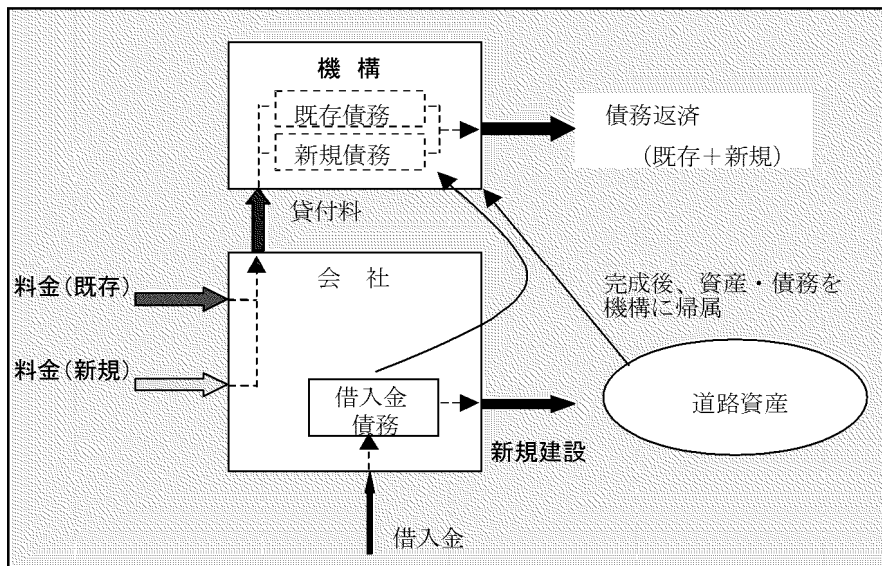 機 構
既存債務
新規債務
債務返済
（既存＋新規）
貸付料
会 社
料金（既存）
料金（新規）
完成後、資産・債務を
機構に帰属
借入金
債務
道路資産
新規建設
借入金